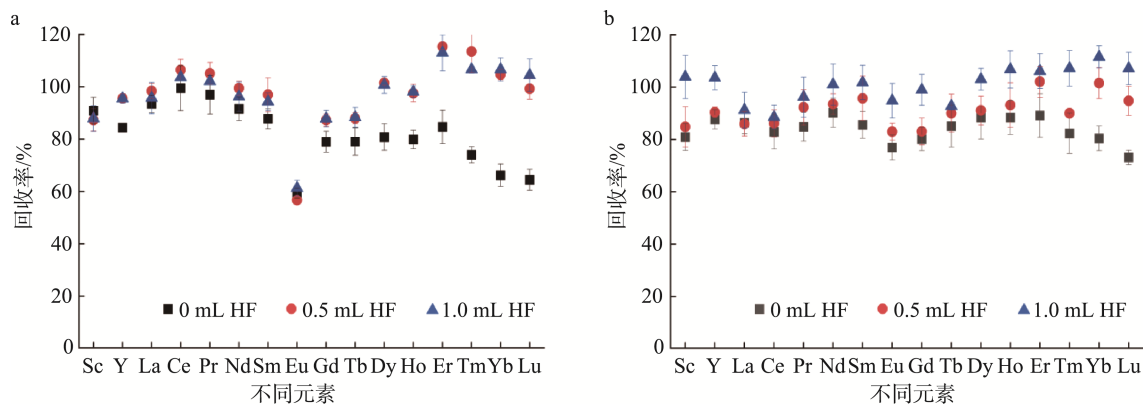 a
120
100
80
60
40
20
0
回收率/%
■ 0 mL HF ● 0.5 mL HF ▲ 1.0 mL HF
Sc Y La Ce Pr Nd Sm Eu Gd Tb Dy Ho Er Tm Yb Lu
不同元素
b
120
100
80
60
40
20
0
回收率/%
■ 0 mL HF ● 0.5 mL HF ▲ 1.0 mL HF
Sc Y La Ce Pr Nd Sm Eu Gd Tb Dy Ho Er Tm Yb Lu
不同元素